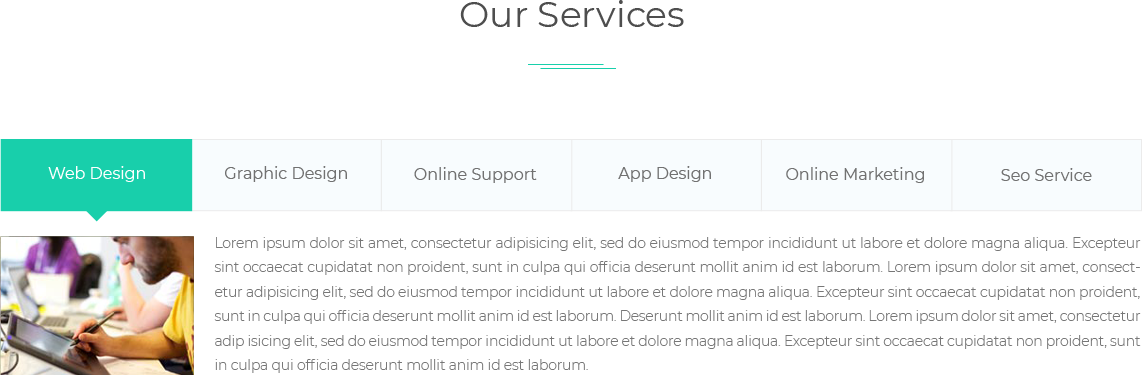 Our Services
Web Design
Graphic Design
Online Support
App Design
Online Marketing
Seo Service
Lorem ipsum dolor sit amet, consectetur adipisicing elit, sed do eiusmod tempor incididunt ut labore et dolore magna aliqua. Excepteur
sint occaecat cupidatat non proident, sunt in culpa qui officia deserunt mollit anim id est laborum. Lorem ipsum dolor sit amet, consect-
etur adipisicing elit, sed do eiusmod tempor incididunt ut labore et dolore magna aliqua. Excepteur sint occaecat cupidatat non proident,
sunt in culpa qui officia deserunt mollit anim id est laborum. Deserunt mollit anim id est laborum. Lorem ipsum dolor sit amet, consectetur
adip isicing elit, sed do eiusmod tempor incididunt ut labore et dolore magna aliqua. Excepteur sint occaecat cupidatat non proident, sunt
in culpa qui officia deserunt mollit anim id est laborum.